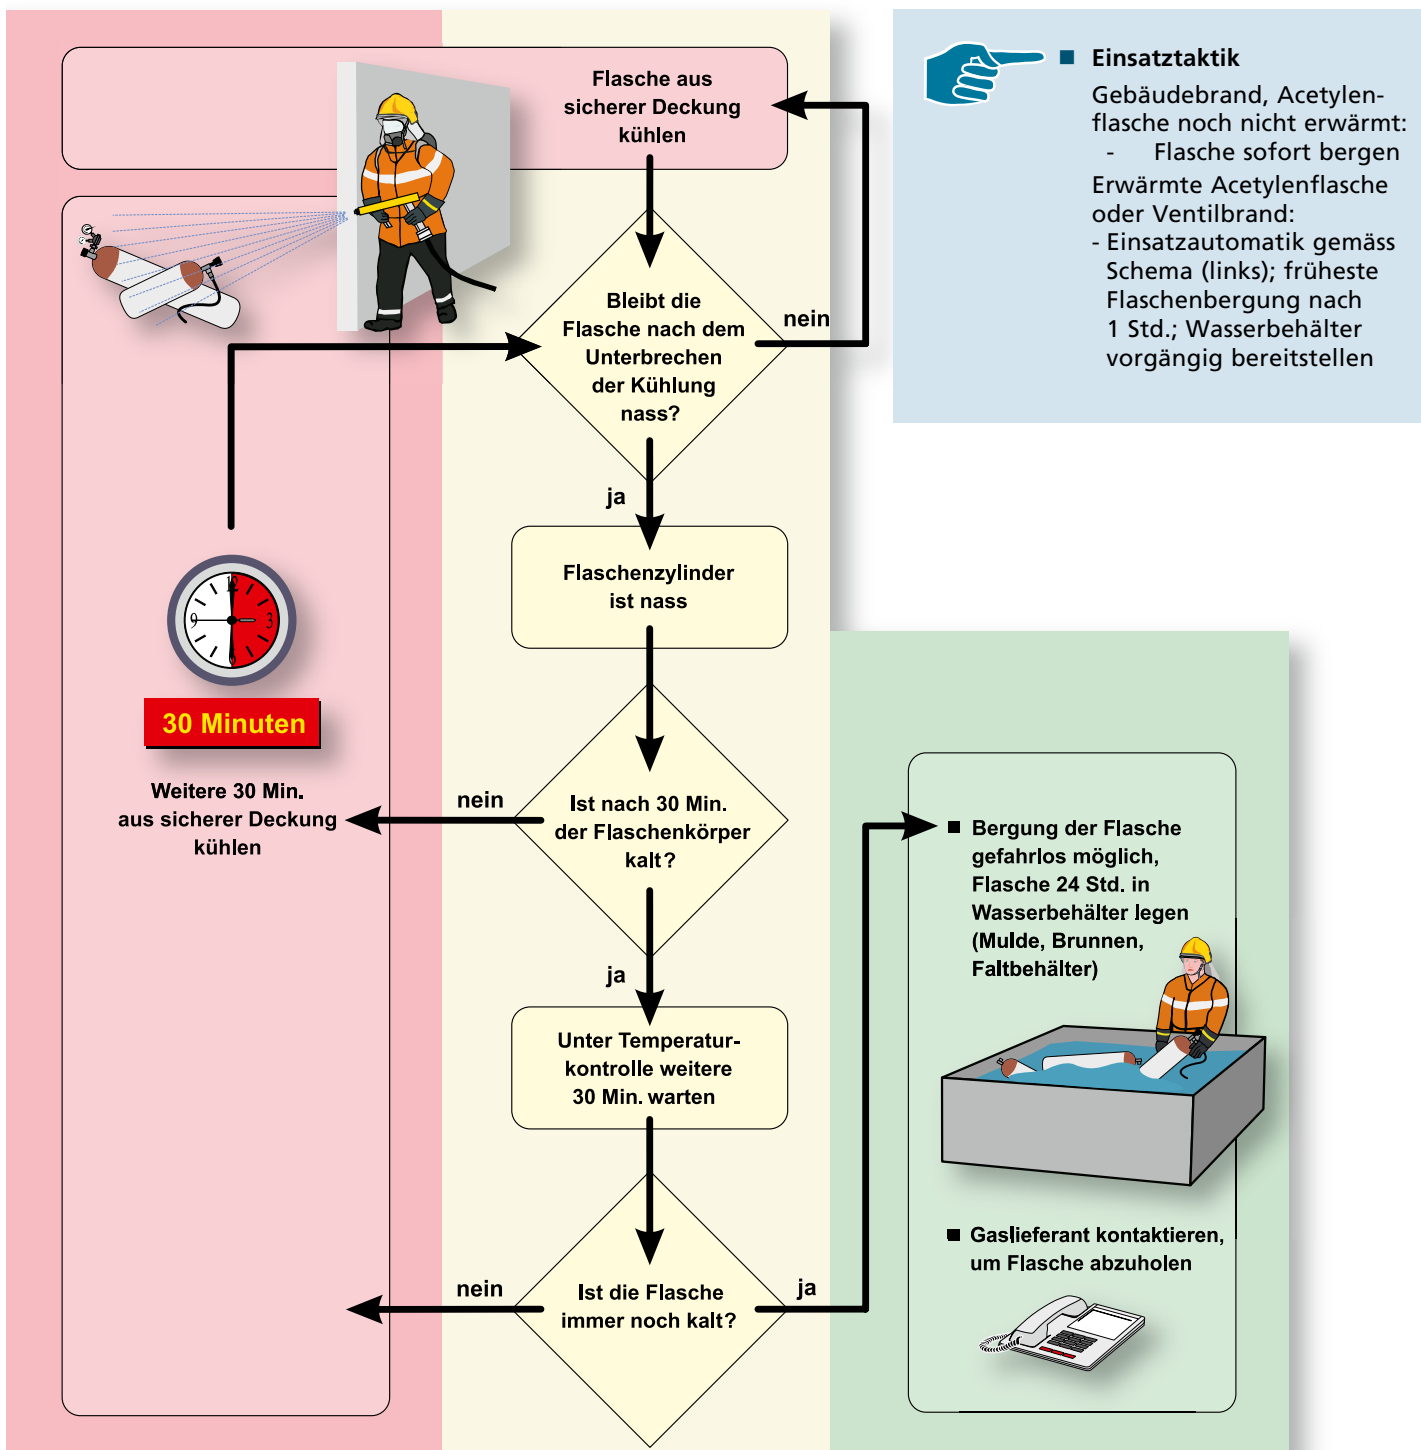 Flasche aus
sicherer Deckung
kühlen
Bleibt die
Flasche nach dem
Unterbrechen
der Kühlung
nass?
nein
ja
Flaschenzylinder
ist nass
12
3
6
9
30 Minuten
Weitere 30 Min.
aus sicherer Deckung
kühlen
nein
Ist nach 30 Min.
der Flaschenkörper
kalt?
ja
Unter Temperatur-
kontrolle weitere
30 Min. warten
nein
Ist die Flasche
immer noch kalt?
ja
■ Bergung der Flasche
gefahrlos möglich,
Flasche 24 Std. in
Wasserbehälter legen
(Mulde, Brunnen,
Faltbehälter)
■ Gaslieferant kontaktieren,
um Flasche abzuholen
■ Einsatztaktik
Gebäudebrand, Acetylen-
flasche noch nicht erwärmt:
- Flasche sofort bergen
Erwärmte Acetylenflasche
oder Ventilbrand:
- Einsatzautomatik gemäss
Schema (links); früheste
Flaschenbergung nach
1 Std.; Wasserbehälter
vorgängig bereitstellen